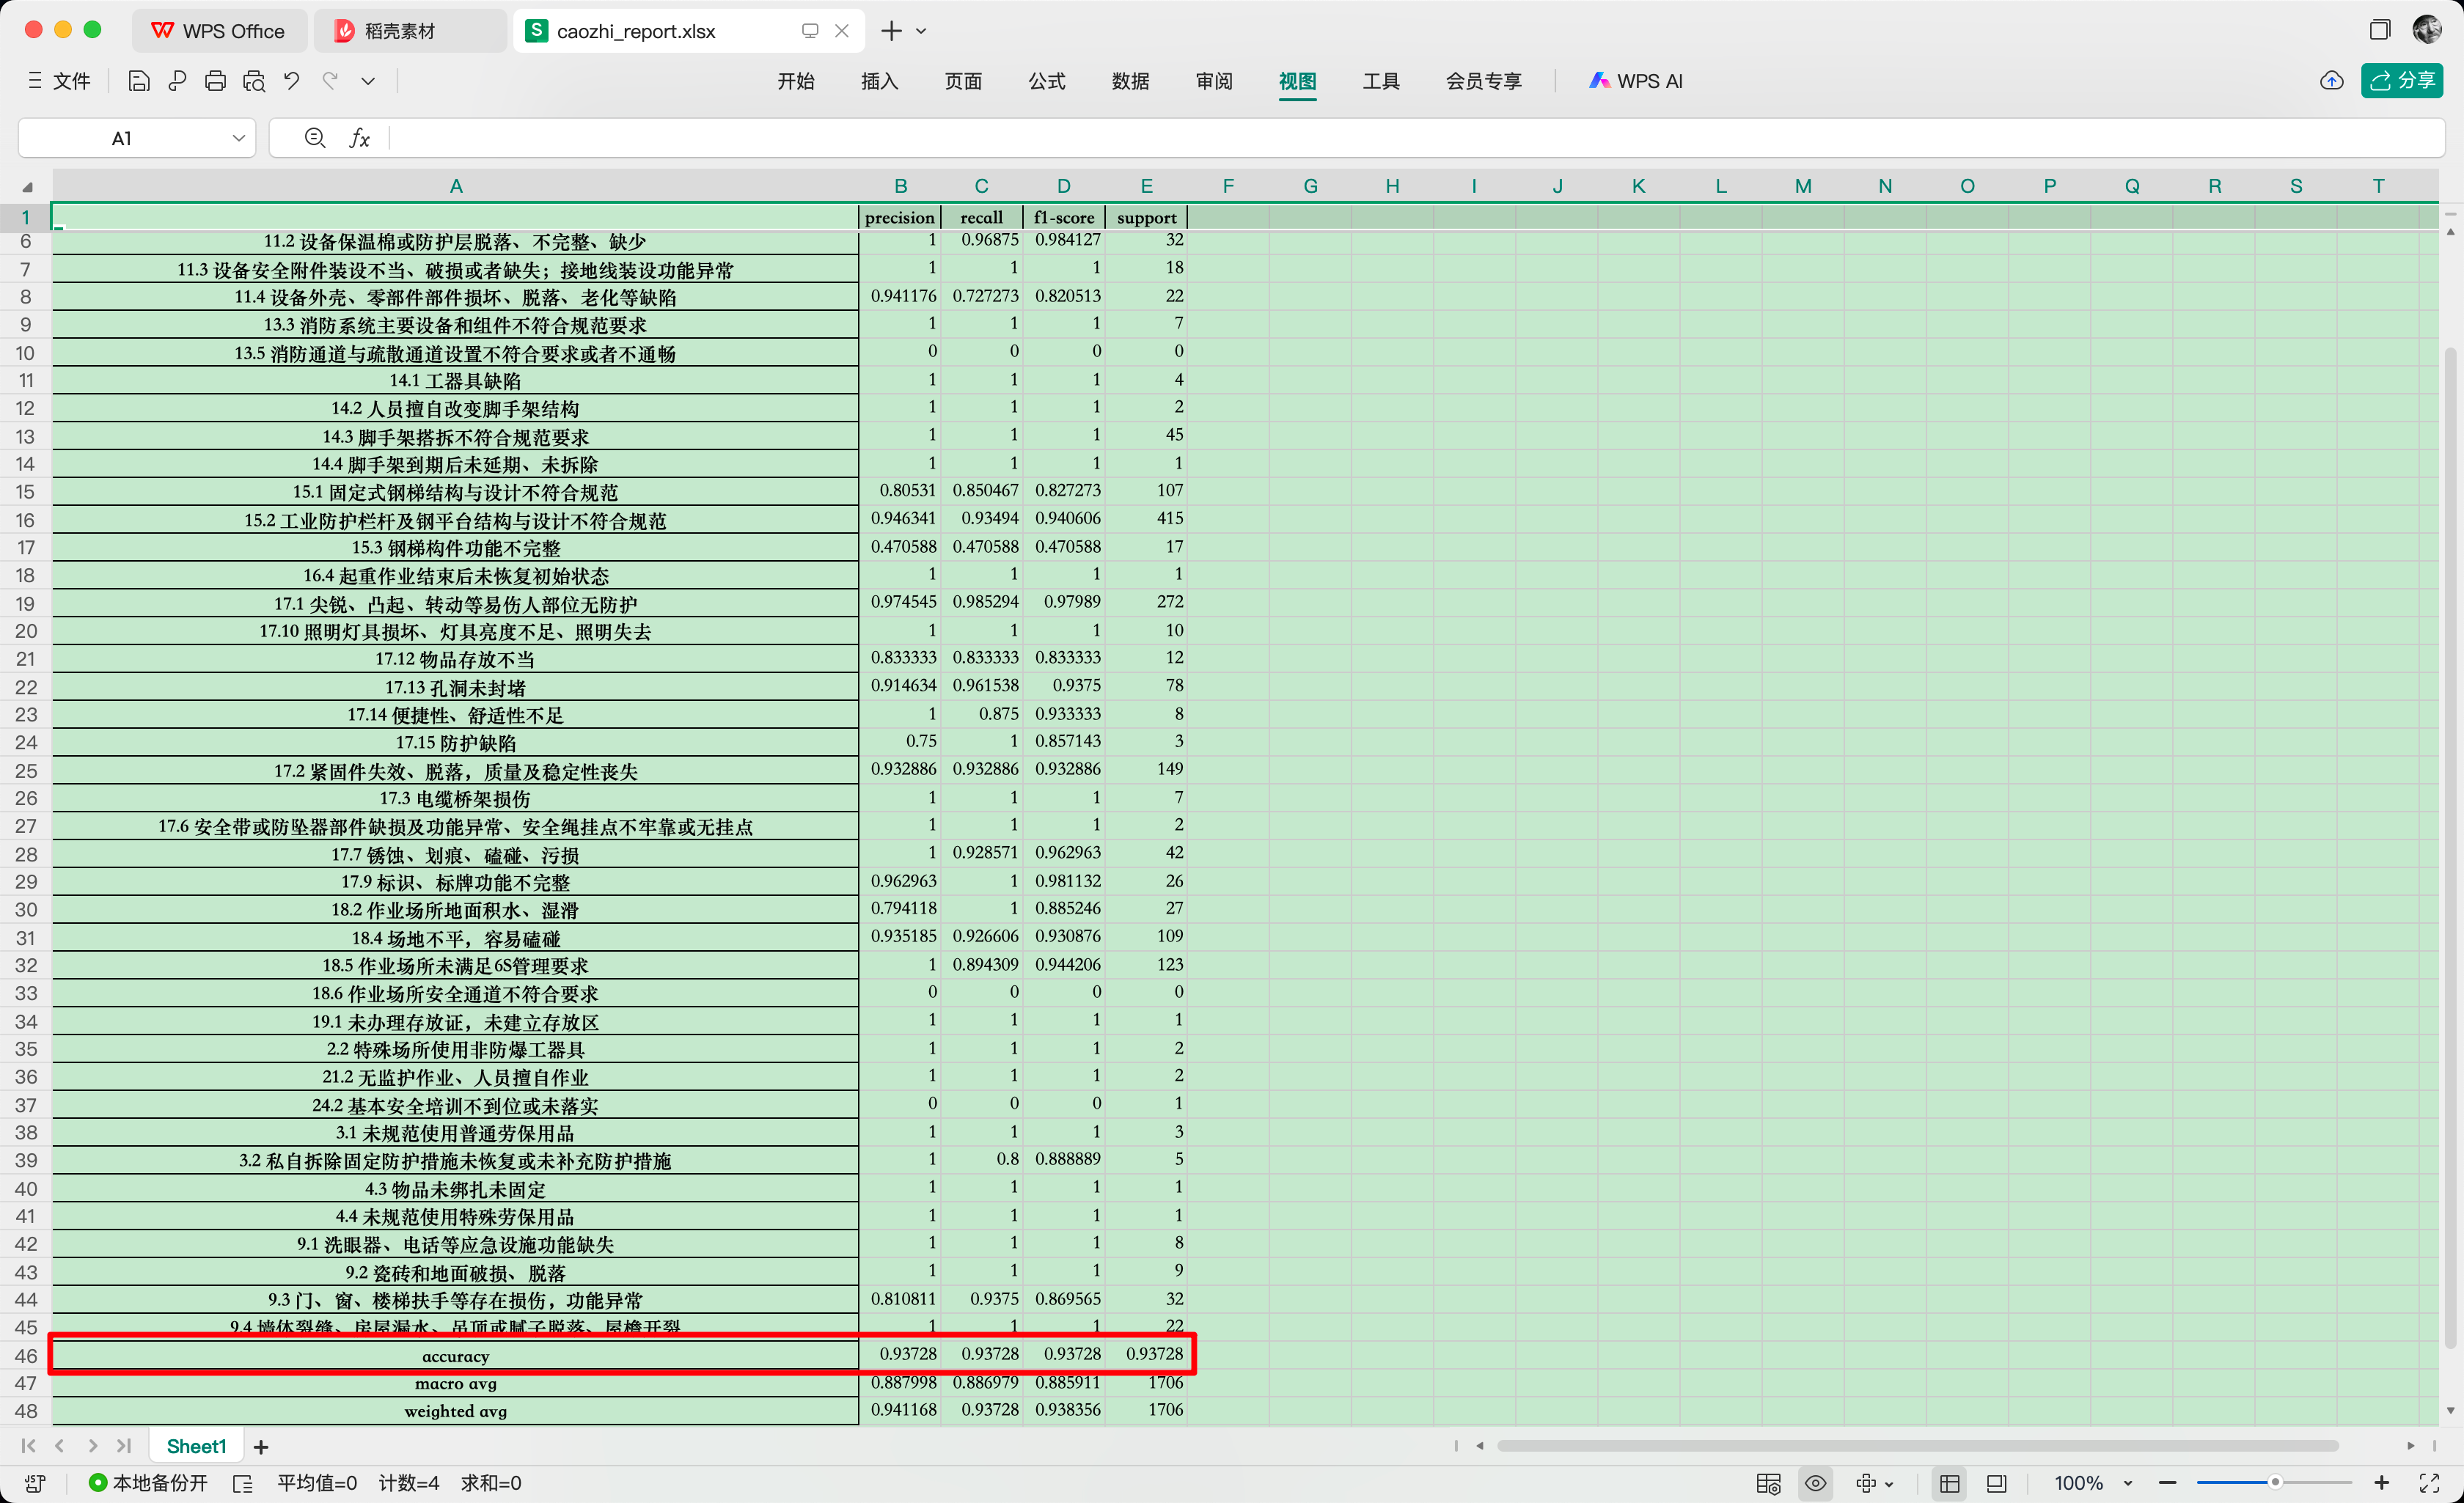 WPS Office 稻壳素材 caozhi_report.xlsx
文件 开始 插入 页面 公式 数据 审阅 视图 工具 会员专享 WPS AI 分享
A1 fx
A B C D E F G H I J K L M N O P Q R S T
1 precision recall f1-score support
6 11.2 设备保温棉或防护层脱落、不完整、缺少 1 0.96875 0.984127 32
7 11.3 设备安全附件装设不当、破损或者缺失；接地线装设功能异常 1 1 1 18
8 11.4 设备外壳、零部件部件损坏、脱落、老化等缺陷 0.941176 0.727273 0.820513 22
9 13.3 消防系统主要设备和组件不符合规范要求 1 1 1 7
10 13.5 消防通道与疏散通道设置不符合要求或者不通畅 0 0 0 0
11 14.1 工器具缺陷 1 1 1 4
12 14.2 人员擅自改变脚手架结构 1 1 1 2
13 14.3 脚手架搭拆不符合规范要求 1 1 1 45
14 14.4 脚手架到期后未延期、未拆除 1 1 1 1
15 15.1 固定式钢梯结构与设计不符合规范 0.80531 0.850467 0.827273 107
16 15.2 工业防护栏杆及钢平台结构与设计不符合规范 0.946341 0.93494 0.940606 415
17 15.3 钢梯构件功能不完整 0.470588 0.470588 0.470588 17
18 16.4 起重作业结束后未恢复初始状态 1 1 1 1
19 17.1 尖锐、凸起、转动等易伤人部位无防护 0.974545 0.985294 0.97989 272
20 17.10 照明灯具损坏、灯具亮度不足、照明失去 1 1 1 10
21 17.12 物品存放不当 0.833333 0.833333 0.833333 12
22 17.13 孔洞未封堵 0.914634 0.961538 0.9375 78
23 17.14 便捷性、舒适性不足 1 0.875 0.933333 8
24 17.15 防护缺陷 0.75 1 0.857143 3
25 17.2 紧固件失效、脱落，质量及稳定性丧失 0.932886 0.932886 0.932886 149
26 17.3 电缆桥架损伤 1 1 1 7
27 17.6 安全带或防坠器部件缺损及功能异常、安全绳挂点不牢靠或无挂点 1 1 1 2
28 17.7 锈蚀、划痕、磕碰、污损 1 0.928571 0.962963 42
29 17.9 标识、标牌功能不完整 0.962963 1 0.981132 26
30 18.2 作业场所地面积水、湿滑 0.794118 1 0.885246 27
31 18.4 场地不平，容易磕碰 0.935185 0.926606 0.930876 109
32 18.5 作业场所未满足6S管理要求 1 0.894309 0.944206 123
33 18.6 作业场所安全通道不符合要求 0 0 0 0
34 19.1 未办理存放证，未建立存放区 1 1 1 1
35 2.2 特殊场所使用非防爆工器具 1 1 1 2
36 21.2 无监护作业、人员擅自作业 1 1 1 2
37 24.2 基本安全培训不到位或未落实 0 0 0 1
38 3.1 未规范使用普通劳保用品 1 1 1 3
39 3.2 私自拆除固定防护措施未恢复或未补充防护措施 1 0.8 0.888889 5
40 4.3 物品未绑扎未固定 1 1 1 1
41 4.4 未规范使用特殊劳保用品 1 1 1 1
42 9.1 洗眼器、电话等应急设施功能缺失 1 1 1 8
43 9.2 瓷砖和地面破损、脱落 1 1 1 9
44 9.3 门、窗、楼梯扶手等存在损伤，功能异常 0.810811 0.9375 0.869565 32
45 9.4 墙体裂缝、房屋漏水、吊顶或腻子脱落、屋檐开裂 1 1 1 22
46 accuracy 0.93728 0.93728 0.93728 0.93728
47 macro avg 0.887998 0.886979 0.885911 1706
48 weighted avg 0.941168 0.93728 0.938356 1706
Sheet1
本地备份开 平均值=0 计数=4 求和=0 100%